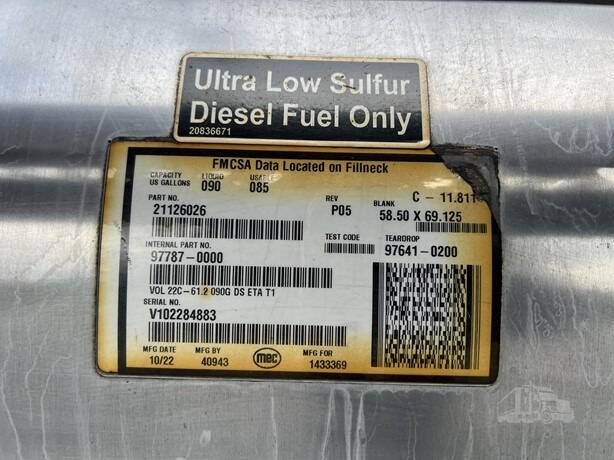 Ultra Low Sulfur
Diesel Fuel Only
20836671
FMCSA Data Located on Fillneck
CAPACITY LIQUID
US GALLONS 090 085
PART NO. REV BLANK C - 11.811
21126026 P05 58.50 X 69.125
TEST CODE TEARDROP
INTERNAL PART NO. 97641-0200
97787-0000
VOL 22C-61.2 090G DS ETA T1
SERIAL NO.
V102284883
MFG DATE MFG BY mec MFG FOR
10/22 40943 1433369